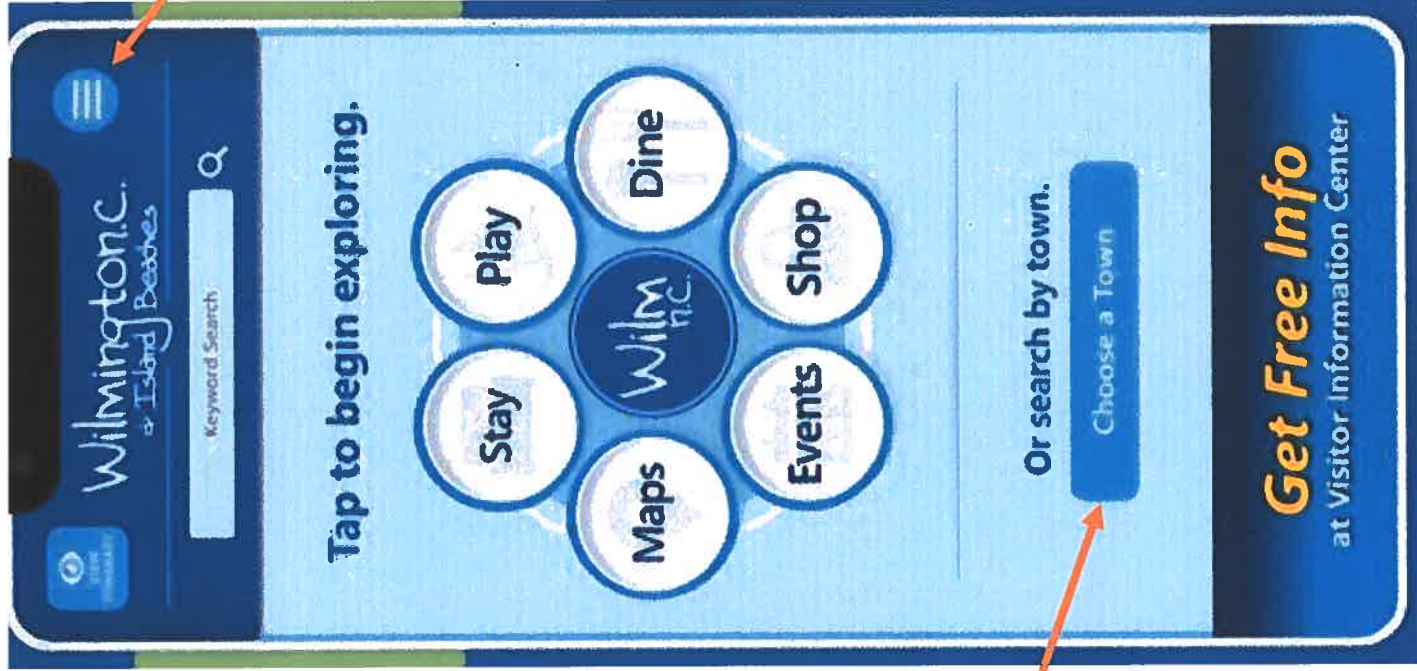 Wilmington n.C.
& Island Beaches
Keyword Search
Tap to begin exploring.
Stay
Play
Maps
Wilm
n.C.
Dine
Events
Shop
Or search by town.
Choose a Town
Get Free Info
at Visitor Information Center